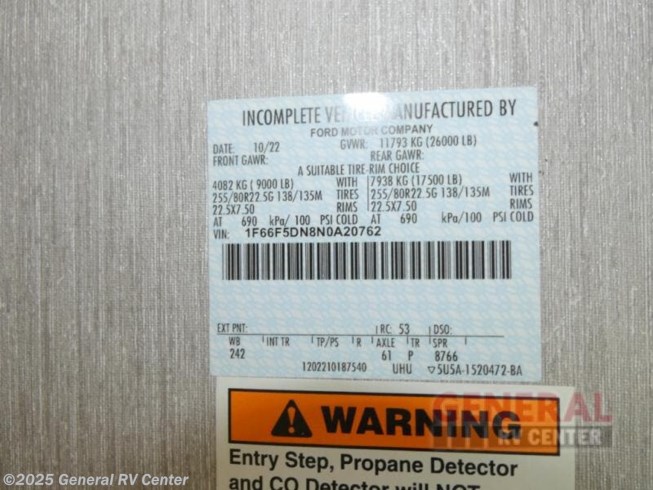 INCOMPLETE VEHICLE MANUFACTURED BY
FORD MOTOR COMPANY
DATE: 10/22 GVWR: 11793 KG (26000 LB)
FRONT GAWR: REAR GAWR:
A SUITABLE TIRE-RIM CHOICE
4082 KG ( 9000 LB) WITH 7938 KG (17500 LB) WITH
255/80R22.5G 138/135M TIRES 255/80R22.5G 138/135M TIRES
22.5X7.50 RIMS 22.5X7.50 RIMS
AT 690 kPa/ 100 PSI COLD AT 690 kPa/ 100 PSI COLD
VIN: 1F66F5DN8N0A20762
EXT PNT: RC: 53 DSO:
WB INT TR TP/PS R AXLE TR SPR
242 61 P 8766
1202210187540 UHU ▽5U5A-1520472-BA
WARNING
Entry Step, Propane Detector
and CO Detector will NOT
GENERAL
RV CENTER
©2025 General RV Center